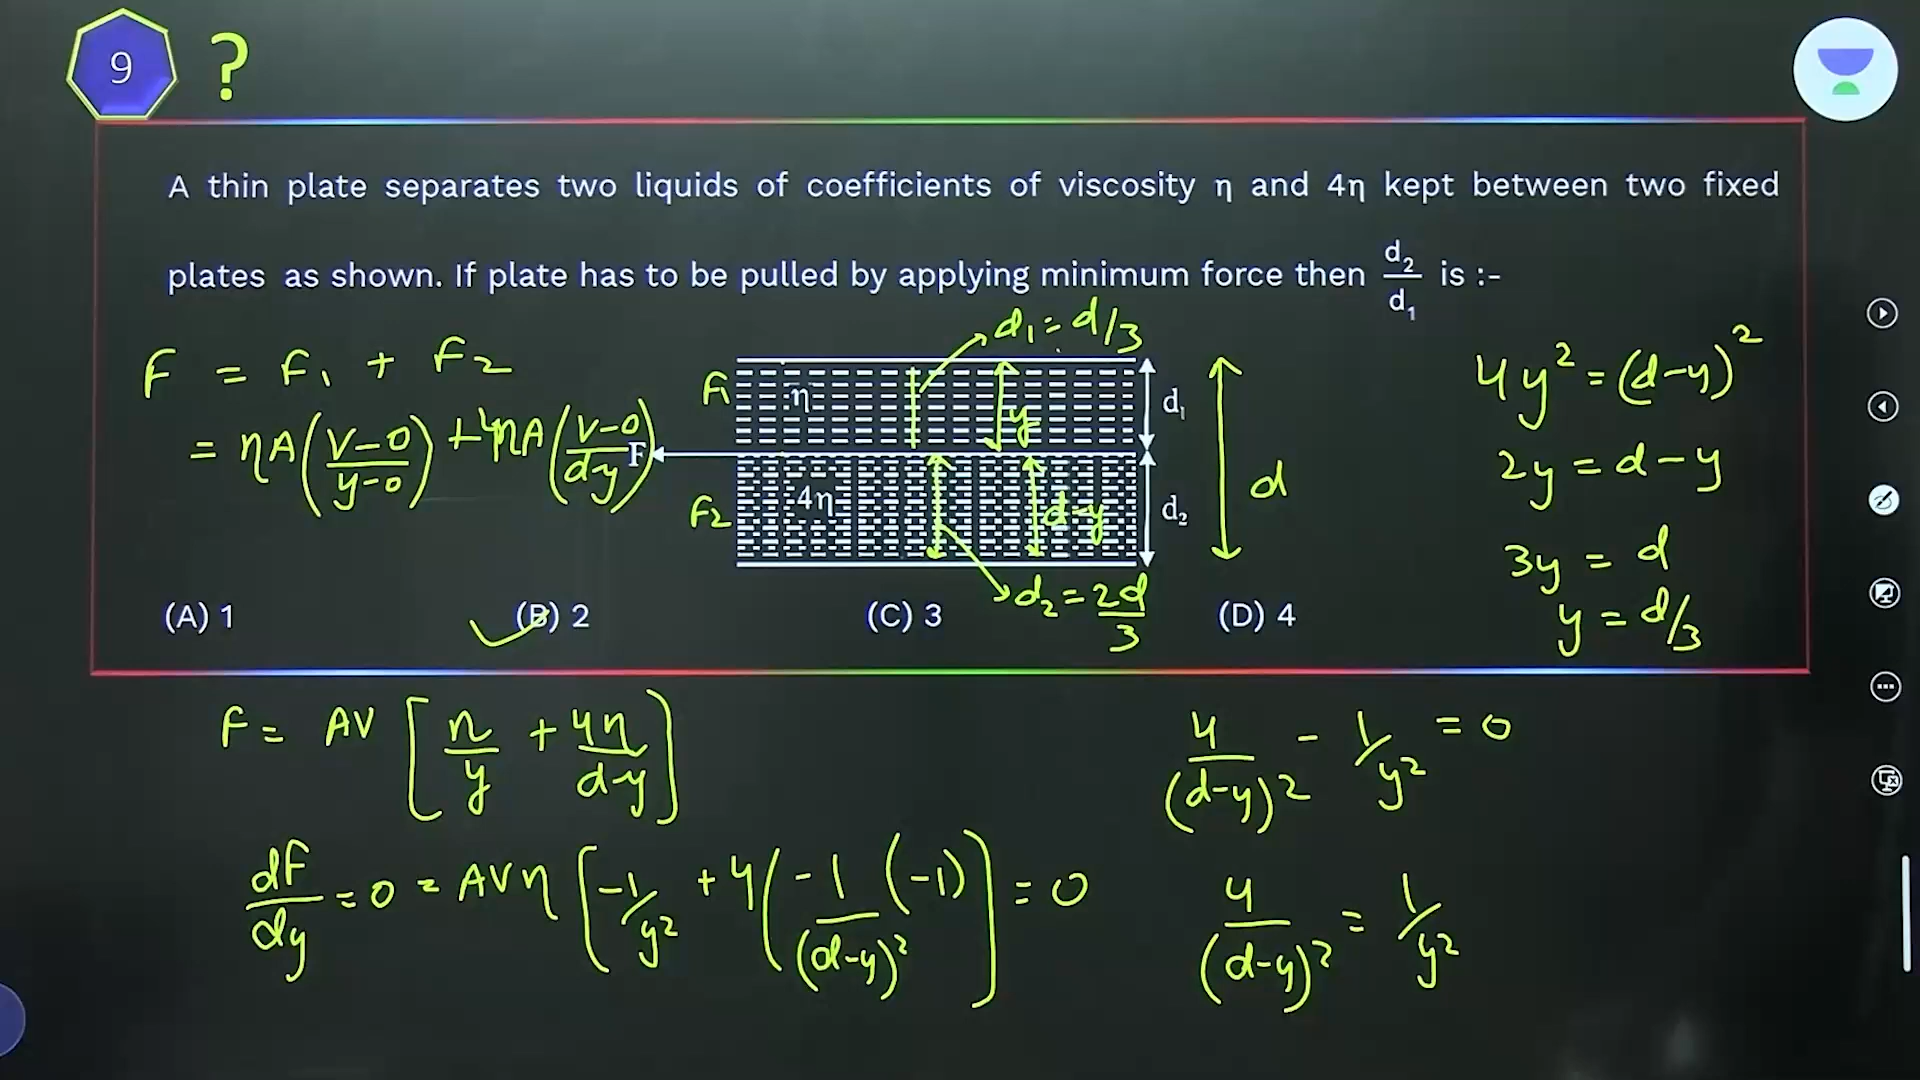 9 ?
A thin plate separates two liquids of coefficients of viscosity η and 4η kept between two fixed
plates as shown. If plate has to be pulled by applying minimum force then d₂/d₁ is :-
F = F₁ + F₂
= ηA((v-0)/(y-0)) + 4ηA((v-0)/(d-y))
d₁ = d/3
F₁ η y d₁
F
F₂ 4η d-y d₂
d
d₂ = 2d/3
4y² = (d-y)²
2y = d-y
3y = d
y = d/3
(A) 1 (B) 2 (C) 3 (D) 4
F = AV [η/y + 4η/(d-y)]
dF/dy = 0 = AVη [-1/y² + 4(-1/(d-y)² (-1)] = 0
4/(d-y)² - 1/y² = 0
4/(d-y)² = 1/y²